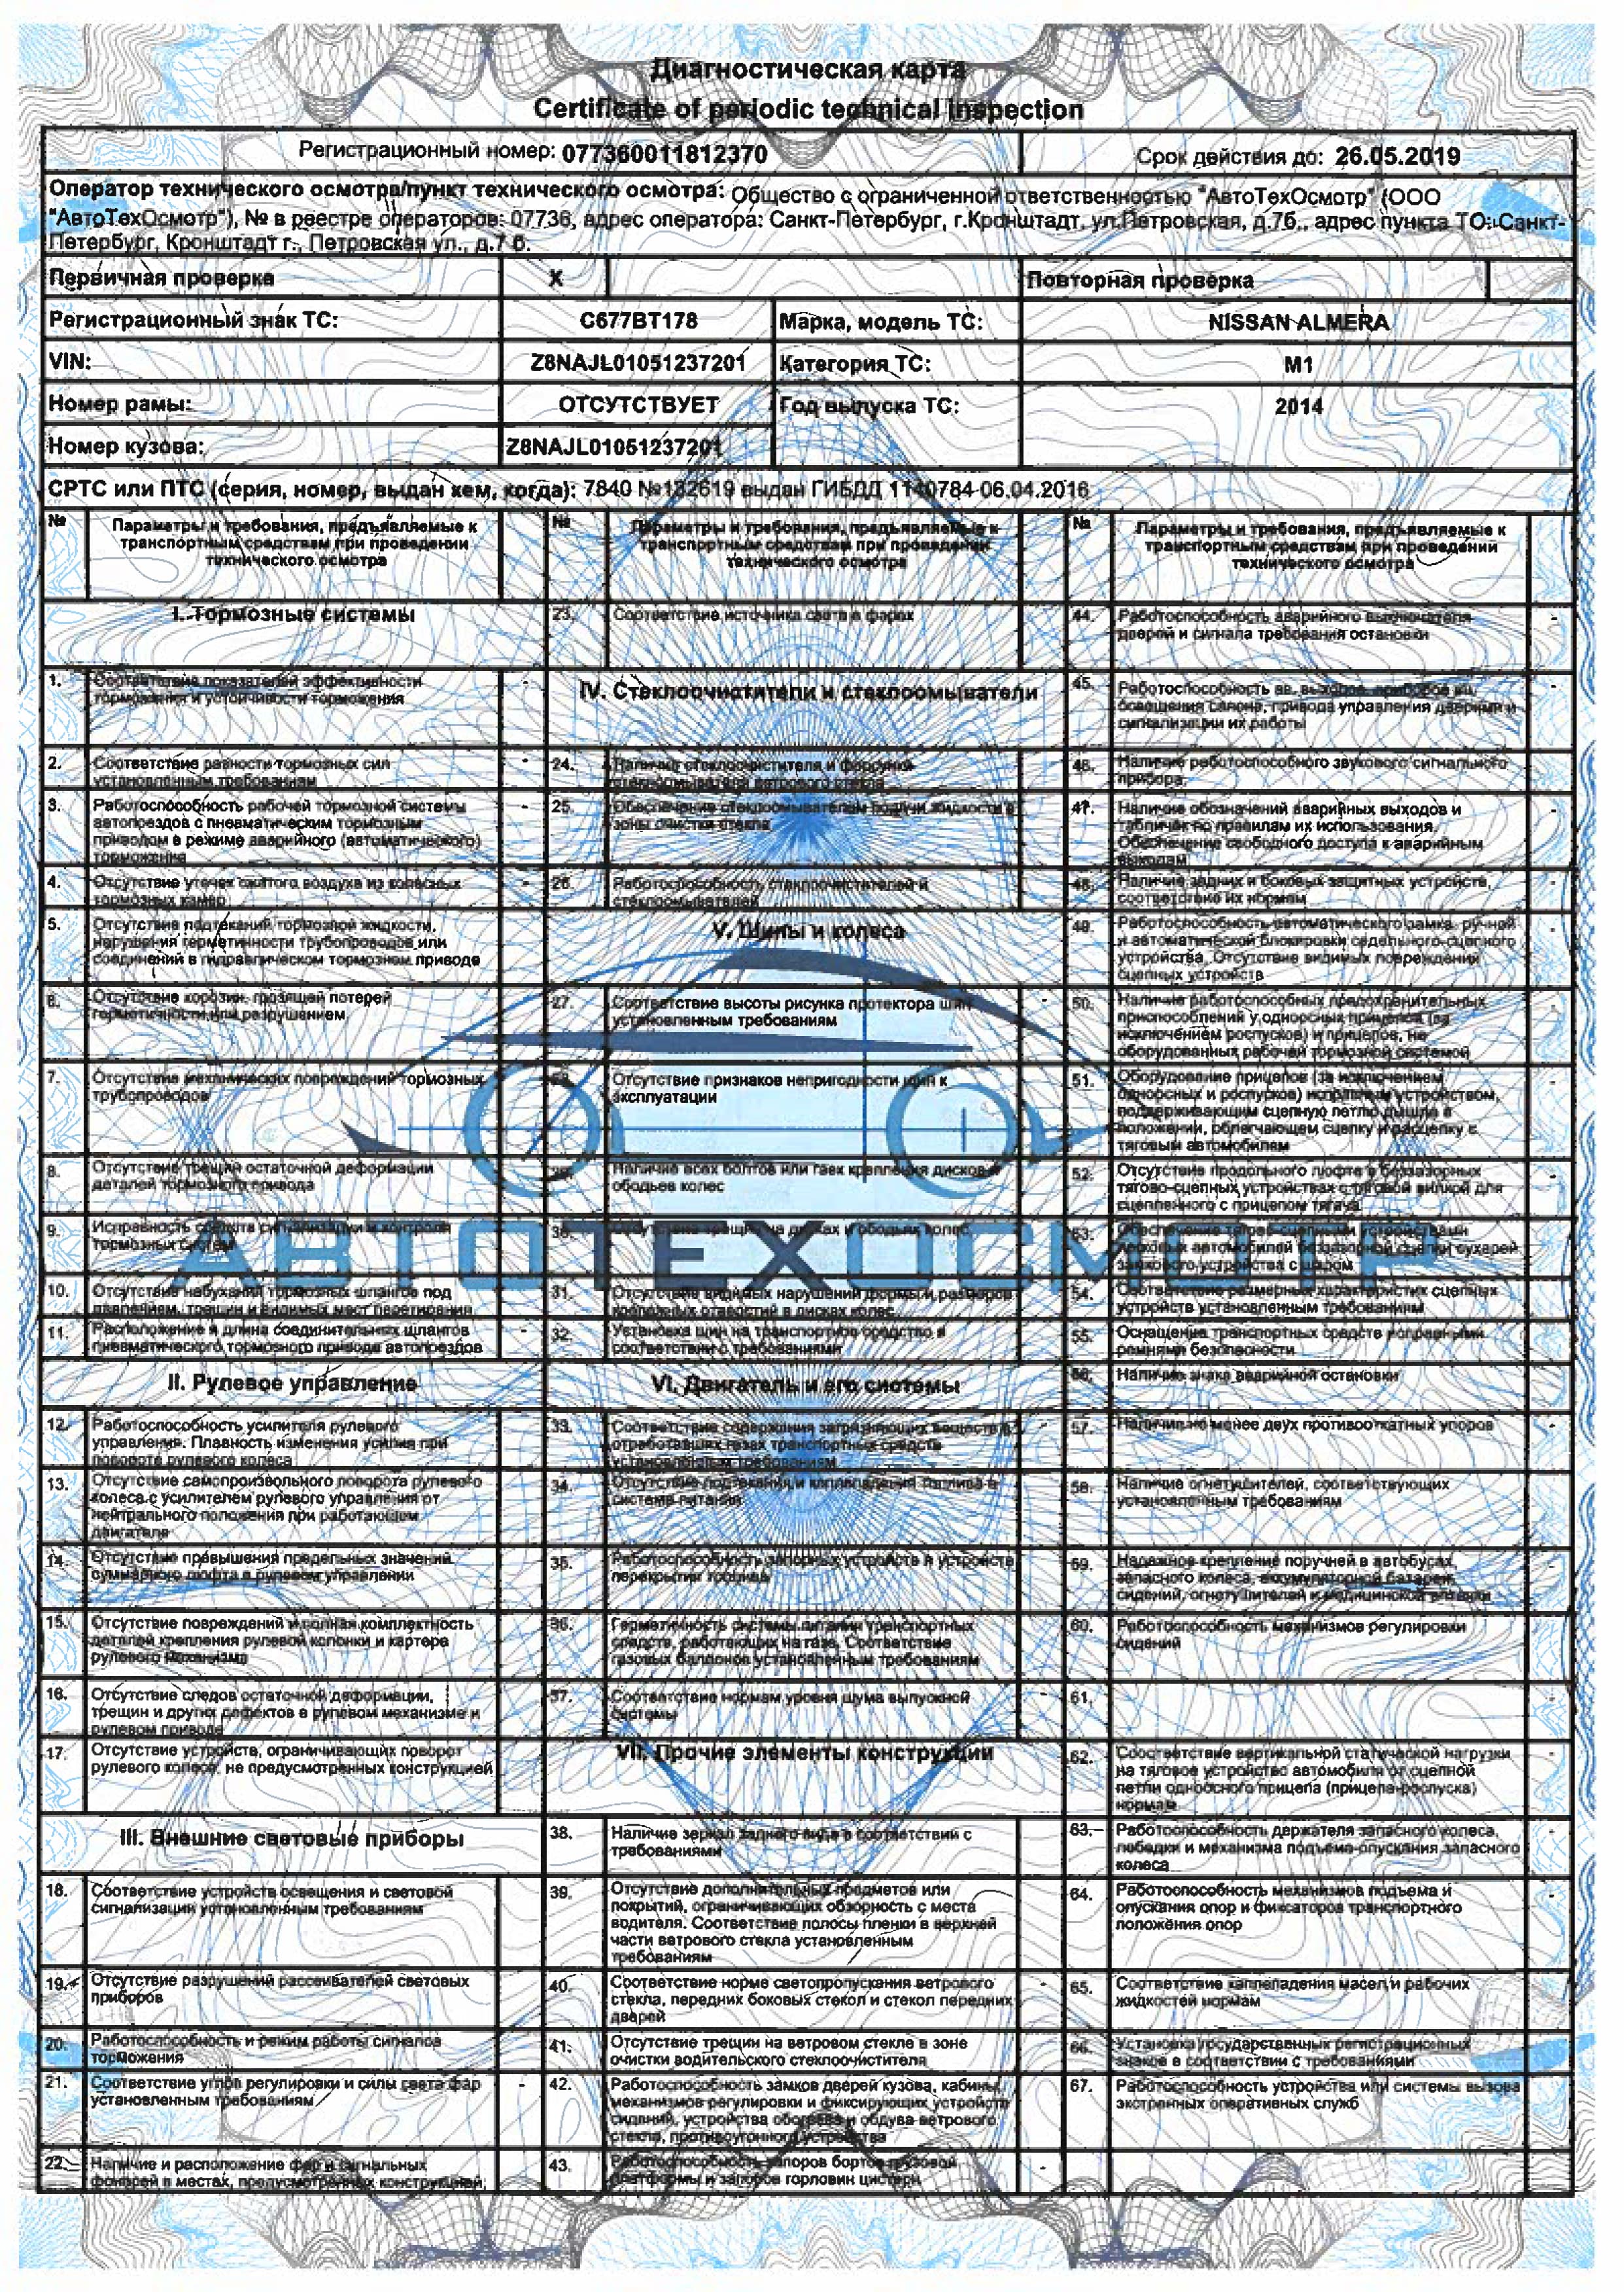 Диагностическая карта
Certificate of periodic technical inspection
Регистрационный номер: 077360011812370
Срок действия до: 26.05.2019
Оператор технического осмотра/пункт технического осмотра: Общество с ограниченной ответственностью "АвтоТехОсмотр" (ООО
"АвтоТехОсмотр"), № в реестре операторов: 07736, адрес оператора: Санкт-Петербург, г.Кронштадт, ул.Петровская, д.7б., адрес пункта ТО: Санкт-
Петербург, Кронштадт г., Петровская ул., д.7 б.
Первичная проверка X Повторная проверка
Регистрационный знак ТС: C677BT178 Марка, модель ТС: NISSAN ALMERA
VIN: Z8NAJL01051237201 Категория ТС: M1
Номер рамы: ОТСУТСТВУЕТ Год выпуска ТС: 2014
Номер кузова: Z8NAJL01051237201
СРТС или ПТС (серия, номер, выдан кем, когда): 7840 №132619 выдан ГИБДД 1140784 06.04.2016
№ Параметры и требования, предъявляемые к
транспортным средствам при проведении
технического осмотра
I. Тормозные системы
1. Соответствие показателей эффективности
торможения и устойчивости торможения -
2. Соответствие разности тормозных сил
установленным требованиям -
3. Работоспособность рабочей тормозной системы
автопоездов с пневматическим тормозным
приводом в режиме аварийного (автоматического)
торможения -
4. Отсутствие утечек сжатого воздуха из колесных
тормозных камер -
5. Отсутствие подтеканий тормозной жидкости,
нарушения герметичности трубопроводов или
соединений в гидравлическом тормозном приводе
6. Отсутствие коррозии, грозящей потерей
герметичности или разрушением
7. Отсутствие механических повреждений тормозных
трубопроводов
8. Отсутствие трещин остаточной деформации
деталей тормозного привода
9. Исправность средств сигнализации и контроля
тормозных систем
10. Отсутствие набухания тормозных шлангов под
давлением, трещин и видимых мест перетирания
11. Расположение и длина соединительных шлангов
пневматического тормозного привода автопоездов -
II. Рулевое управление
12. Работоспособность усилителя рулевого
управления. Плавность изменения усилия при
повороте рулевого колеса
13. Отсутствие самопроизвольного поворота рулевого
колеса с усилителем рулевого управления от
нейтрального положения при работающем
двигателе
14. Отсутствие превышения предельных значений
суммарного люфта в рулевом управлении
15. Отсутствие повреждений и полная комплектность
деталей крепления рулевой колонки и картера
рулевого механизма
16. Отсутствие следов остаточной деформации,
трещин и других дефектов в рулевом механизме и
рулевом приводе
17. Отсутствие устройств, ограничивающих поворот
рулевого колеса, не предусмотренных конструкцией
III. Внешние световые приборы
18. Соответствие устройств освещения и световой
сигнализации установленным требованиям
19. Отсутствие разрушений рассеивателей световых
приборов
20. Работоспособность и режим работы сигналов
торможения
21. Соответствие углов регулировки и силы света фар
установленным требованиям -
22. Наличие и расположение фар и сигнальных
фонарей в местах, предусмотренных конструкцией
№ Параметры и требования, предъявляемые к
транспортным средствам при проведении
технического осмотра
23. Соответствие источника света в фарах
IV. Стеклоочистители и стеклоомыватели
24. Наличие стеклоочистителя и форсунки
стеклоомывателя ветрового стекла
25. Обеспечение стеклоомывателем подачи жидкости в
зоны очистки стекла
26. Работоспособность стеклоочистителей и
стеклоомывателей
V. Шины и колеса
27. Соответствие высоты рисунка протектора шин
установленным требованиям -
28. Отсутствие признаков непригодности шин к
эксплуатации
29. Наличие всех болтов или гаек крепления дисков и
ободьев колес
30. Отсутствие трещин на дисках и ободьях колес
31. Отсутствие видимых нарушений формы и размеров
крепежных отверстий в дисках колес
32. Установка шин на транспортное средство в
соответствии с требованиями
VI. Двигатель и его системы
33. Соответствие содержания загрязняющих веществ в
отработавших газах транспортных средств
установленным требованиям -
34. Отсутствие подтекания и каплепадения топлива в
системе питания
35. Работоспособность запорных устройств и устройств
перекрытия топлива
36. Герметичность системы питания транспортных
средств, работающих на газе. Соответствие
газовых баллонов установленным требованиям -
37. Соответствие нормам уровня шума выпускной
системы -
VII. Прочие элементы конструкции
38. Наличие зеркал заднего вида в соответствии с
требованиями
39. Отсутствие дополнительных предметов или
покрытий, ограничивающих обзорность с места
водителя. Соответствие полосы пленки в верхней
части ветрового стекла установленным
требованиям
40. Соответствие норме светопропускания ветрового
стекла, передних боковых стекол и стекол передних
дверей -
41. Отсутствие трещин на ветровом стекле в зоне
очистки водительского стеклоочистителя
42. Работоспособность замков дверей кузова, кабины,
механизмов регулировки и фиксирующих устройств
сидений, устройства обогрева и обдува ветрового
стекла, противоугонного устройства
43. Работоспособность запоров бортов грузовой
платформы и запоров горловин цистерн -
№ Параметры и требования, предъявляемые к
транспортным средствам при проведении
технического осмотра
44. Работоспособность аварийного выключателя
дверей и сигнала требования остановки -
45. Работоспособность ав. выходов, приборов вн.
освещения салона, привода управления дверями и
сигнализации их работы -
46. Наличие работоспособного звукового сигнального
прибора
47. Наличие обозначений аварийных выходов и
табличек по правилам их использования.
Обеспечение свободного доступа к аварийным
выходам -
48. Наличие задних и боковых защитных устройств,
соответствие их нормам -
49. Работоспособность автоматического замка, ручной
и автоматической блокировки седельного-сцепного
устройства. Отсутствие видимых повреждений
сцепных устройств -
50. Наличие работоспособных предохранительных
приспособлений у одноосных прицепов (за
исключением роспусков) и прицепов, не
оборудованных рабочей тормозной системой -
51. Оборудование прицепов (за исключением
одноосных и роспусков) исправным устройством,
поддерживающим сцепную петлю дышла в
положении, облегчающем сцепку и расцепку с
тяговым автомобилем -
52. Отсутствие продольного люфта в беззазорных
тягово-сцепных устройствах с тяговой вилкой для
сцепленного с прицепом тягача -
53. Обеспечение тягово-сцепными устройствами
легковых автомобилей беззазорной сцепки сухарей
замкового устройства с шаром -
54. Соответствие размерных характеристик сцепных
устройств установленным требованиям -
55. Оснащение транспортных средств исправными
ремнями безопасности
56. Наличие знака аварийной остановки
57. Наличие не менее двух противооткатных упоров -
58. Наличие огнетушителей, соответствующих
установленным требованиям
59. Надежное крепление поручней в автобусах,
запасного колеса, аккумуляторной батареи,
сидений, огнетушителей и медицинской аптечки
60. Работоспособность механизмов регулировки
сидений
61. -
62. Соответствие вертикальной статической нагрузки
на тяговое устройство автомобиля от сцепной
петли одноосного прицепа (прицепа-роспуска)
нормам -
63. Работоспособность держателя запасного колеса,
лебедки и механизма подъема-опускания запасного
колеса -
64. Работоспособность механизмов подъема и
опускания опор и фиксаторов транспортного
положения опор -
65. Соответствие каплепадения масел и рабочих
жидкостей нормам
66. Установка государственных регистрационных
знаков в соответствии с требованиями
67. Работоспособность устройства или системы вызова
экстренных оперативных служб -
АВТОТЕХОСМОТР